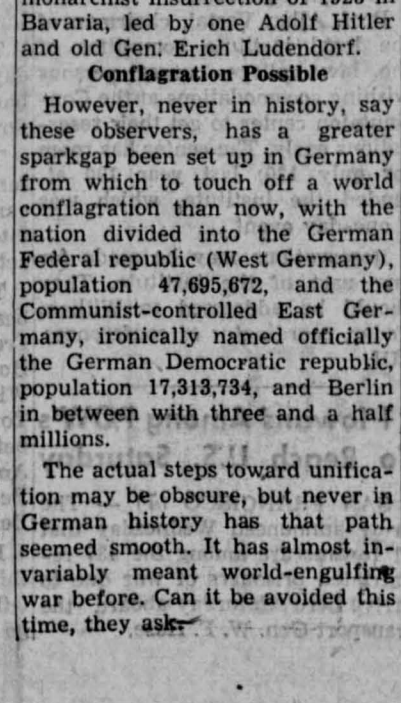 monarchist insurrection of 1923 in
Bavaria, led by one Adolf Hitler
and old Gen. Erich Ludendorf.
Conflagration Possible
However, never in history, say
these observers, has a greater
sparkgap been set up in Germany
from which to touch off a world
conflagration than now, with the
nation divided into the German
Federal republic (West Germany),
population 47,695,672, and the
Communist-controlled East Ger-
many, ironically named officially
the German Democratic republic,
population 17,313,734, and Berlin
in between with three and a half
millions.
The actual steps toward unifica-
tion may be obscure, but never in
German history has that path
seemed smooth. It has almost in-
variably meant world-engulfing
war before. Can it be avoided this
time, they ask.